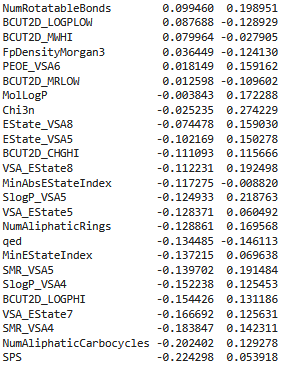 NumRotatableBonds 0.099460 0.198951
BCUT2D_LOGPLOW 0.087688 -0.128929
BCUT2D_MWHI 0.079964 -0.027905
FpDensityMorgan3 0.036449 -0.124130
PEOE_VSA6 0.018149 0.159162
BCUT2D_MRLOW 0.012598 -0.109602
MolLogP -0.003843 0.172288
Chi3n -0.025235 0.274229
EState_VSA8 -0.074478 0.159030
EState_VSA5 -0.102169 0.150278
BCUT2D_CHGHI -0.111093 0.115666
VSA_EState8 -0.112231 0.192498
MinAbsEStateIndex -0.117275 -0.008820
SlogP_VSA5 -0.124933 0.218763
VSA_EState5 -0.128371 0.060492
NumAliphaticRings -0.128861 0.169568
qed -0.134485 -0.146113
MinEStateIndex -0.137215 0.069638
SMR_VSA5 -0.139702 0.191484
SlogP_VSA4 -0.152238 0.125453
BCUT2D_LOGPHI -0.154426 0.131186
VSA_EState7 -0.166692 0.125631
SMR_VSA4 -0.183847 0.142311
NumAliphaticCarbocycles -0.202402 0.129278
SPS -0.224298 0.053918